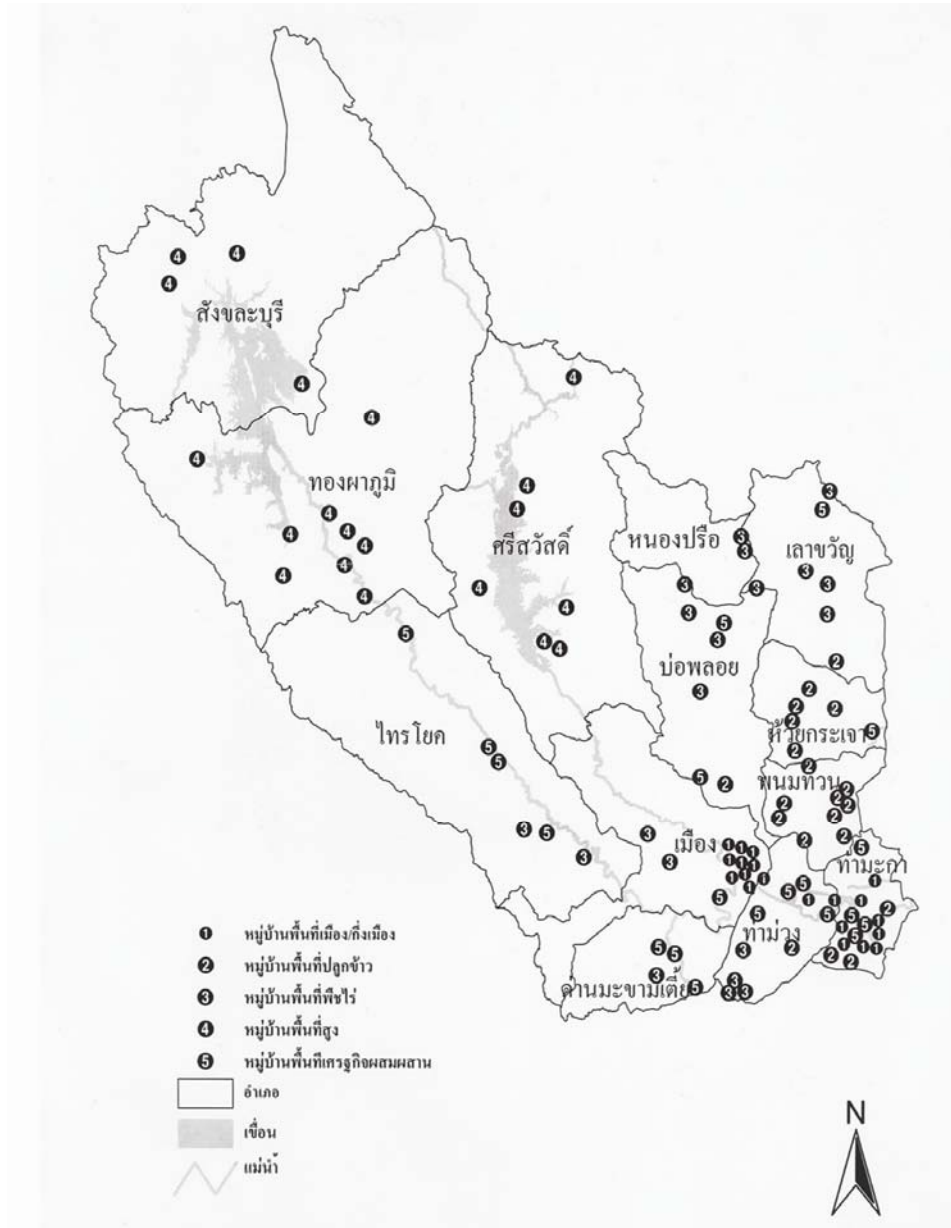 สังขละบุรี
ทองผาภูมิ
ศรีสวัสดิ์
หนองปรือ
เลาขวัญ
บ่อพลอย
ไทรโยค
ห้วยกระเจา
พนมทวน
เมือง
ท่ามะกา
ท่าม่วง
ด่านมะขามเตี้ย
1 หมู่บ้านพื้นที่เมือง/กึ่งเมือง
2 หมู่บ้านพื้นที่ปลูกข้าว
3 หมู่บ้านพื้นที่พืชไร่
4 หมู่บ้านพื้นที่สูง
5 หมู่บ้านพื้นที่เศรฐกิจผสมผสาน
อำเภอ
เขื่อน
แม่น้ำ
N